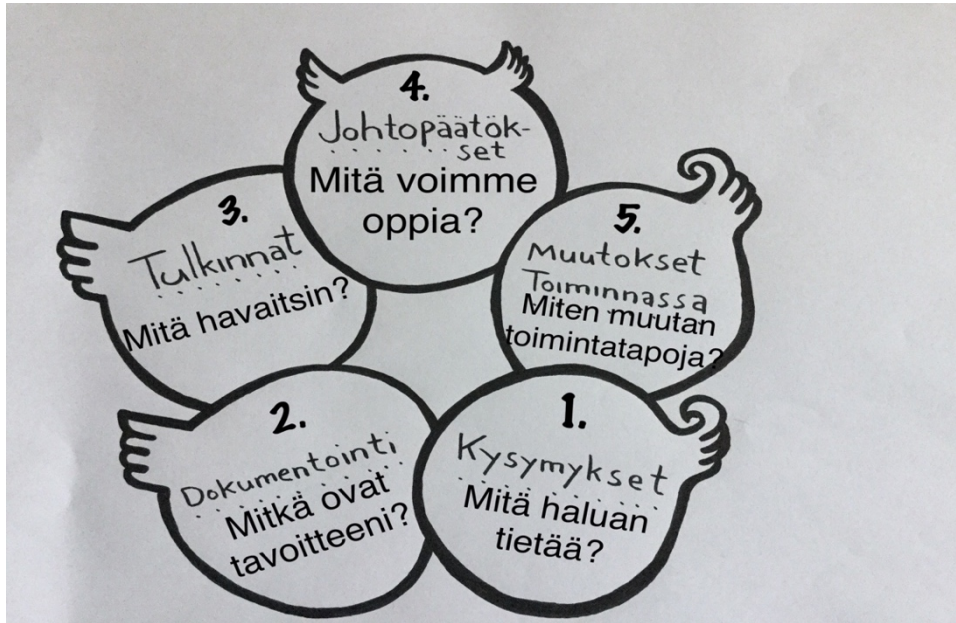 4.
Johtopäätök-
set
Mitä voimme
oppia?
3.
Tulkinnat
Mitä havaitsin?
5.
Muutokset
Toiminnassa
Miten muutan
toimintatapoja?
2.
Dokumentointi
Mitkä ovat
tavoitteeni?
1.
Kysymykset
Mitä haluan
tietää?